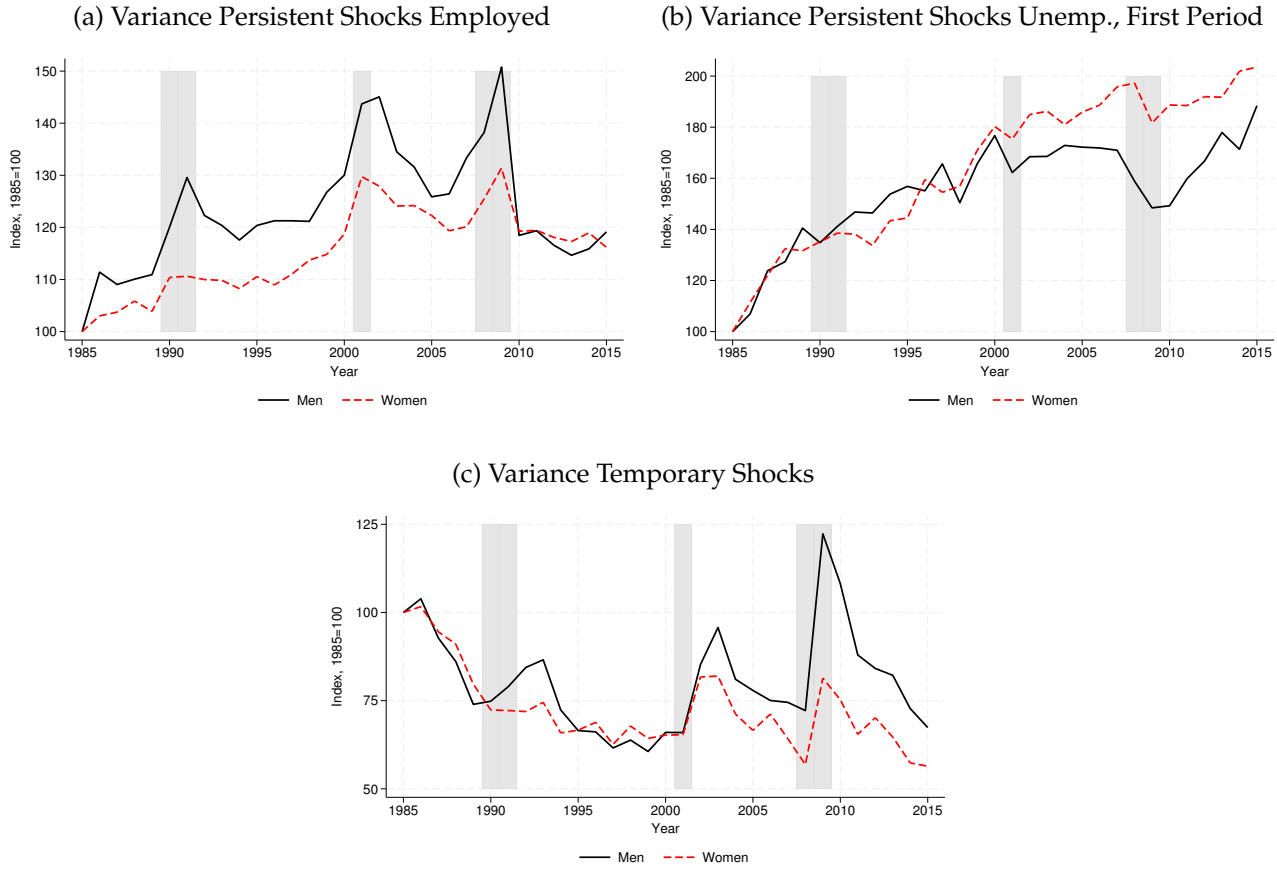 (a) Variance Persistent Shocks Employed
(b) Variance Persistent Shocks Unemp., First Period
150
140
130
120
110
100
Index, 1985=100
1985 1990 1995 2000 2005 2010 2015
Year
Men Women
200
180
160
140
120
100
Index, 1985=100
1985 1990 1995 2000 2005 2010 2015
Year
Men Women
(c) Variance Temporary Shocks
125
100
75
50
Index, 1985=100
1985 1990 1995 2000 2005 2010 2015
Year
Men Women